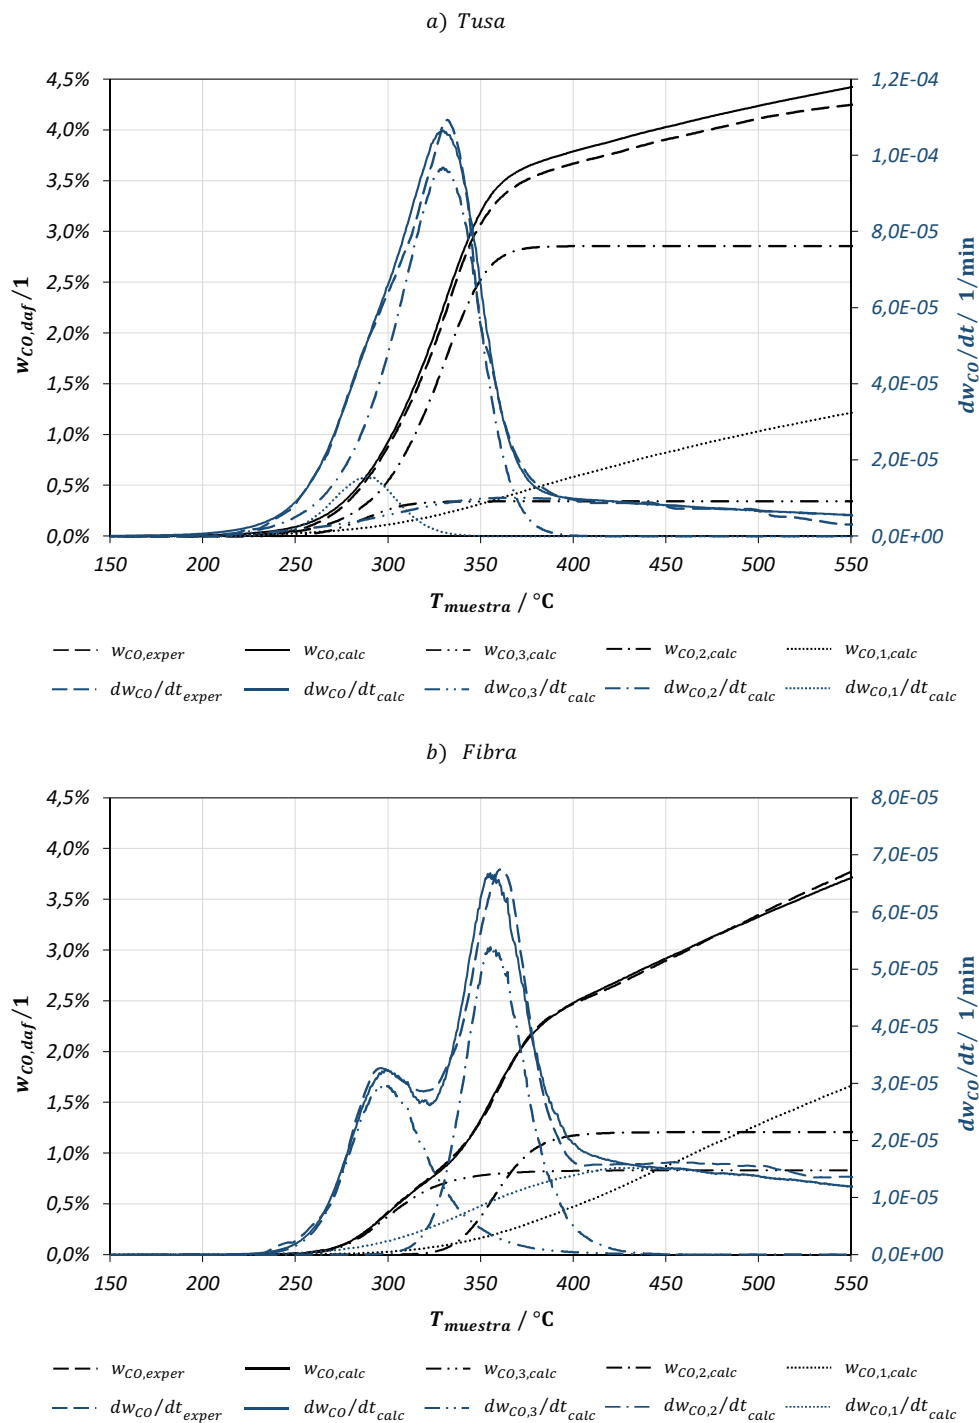 a) Tusa
4,5% 1,2E-04
4,0%
3,5% 1,0E-04
3,0% 8,0E-05
2,5%
2,0% 6,0E-05
1,5% 4,0E-05
1,0%
0,5% 2,0E-05
0,0% 0,0E+00
w_CO,daf /1
dw_CO/dt/ 1/min
150 200 250 300 350 400 450 500 550
T_muestra / °C
w_CO,exper w_CO,calc w_CO,3,calc w_CO,2,calc w_CO,1,calc
dw_CO/dt_exper dw_CO/dt_calc dw_CO,3/dt_calc dw_CO,2/dt_calc dw_CO,1/dt_calc
b) Fibra
4,5% 8,0E-05
4,0% 7,0E-05
3,5% 6,0E-05
3,0% 5,0E-05
2,5%
2,0% 4,0E-05
1,5% 3,0E-05
1,0% 2,0E-05
0,5% 1,0E-05
0,0% 0,0E+00
w_CO,daf /1
dw_CO/dt/ 1/min
150 200 250 300 350 400 450 500 550
T_muestra / °C
w_CO,exper w_CO,calc w_CO,3,calc w_CO,2,calc w_CO,1,calc
dw_CO/dt_exper dw_CO/dt_calc dw_CO,3/dt_calc dw_CO,2/dt_calc dw_CO,1/dt_calc